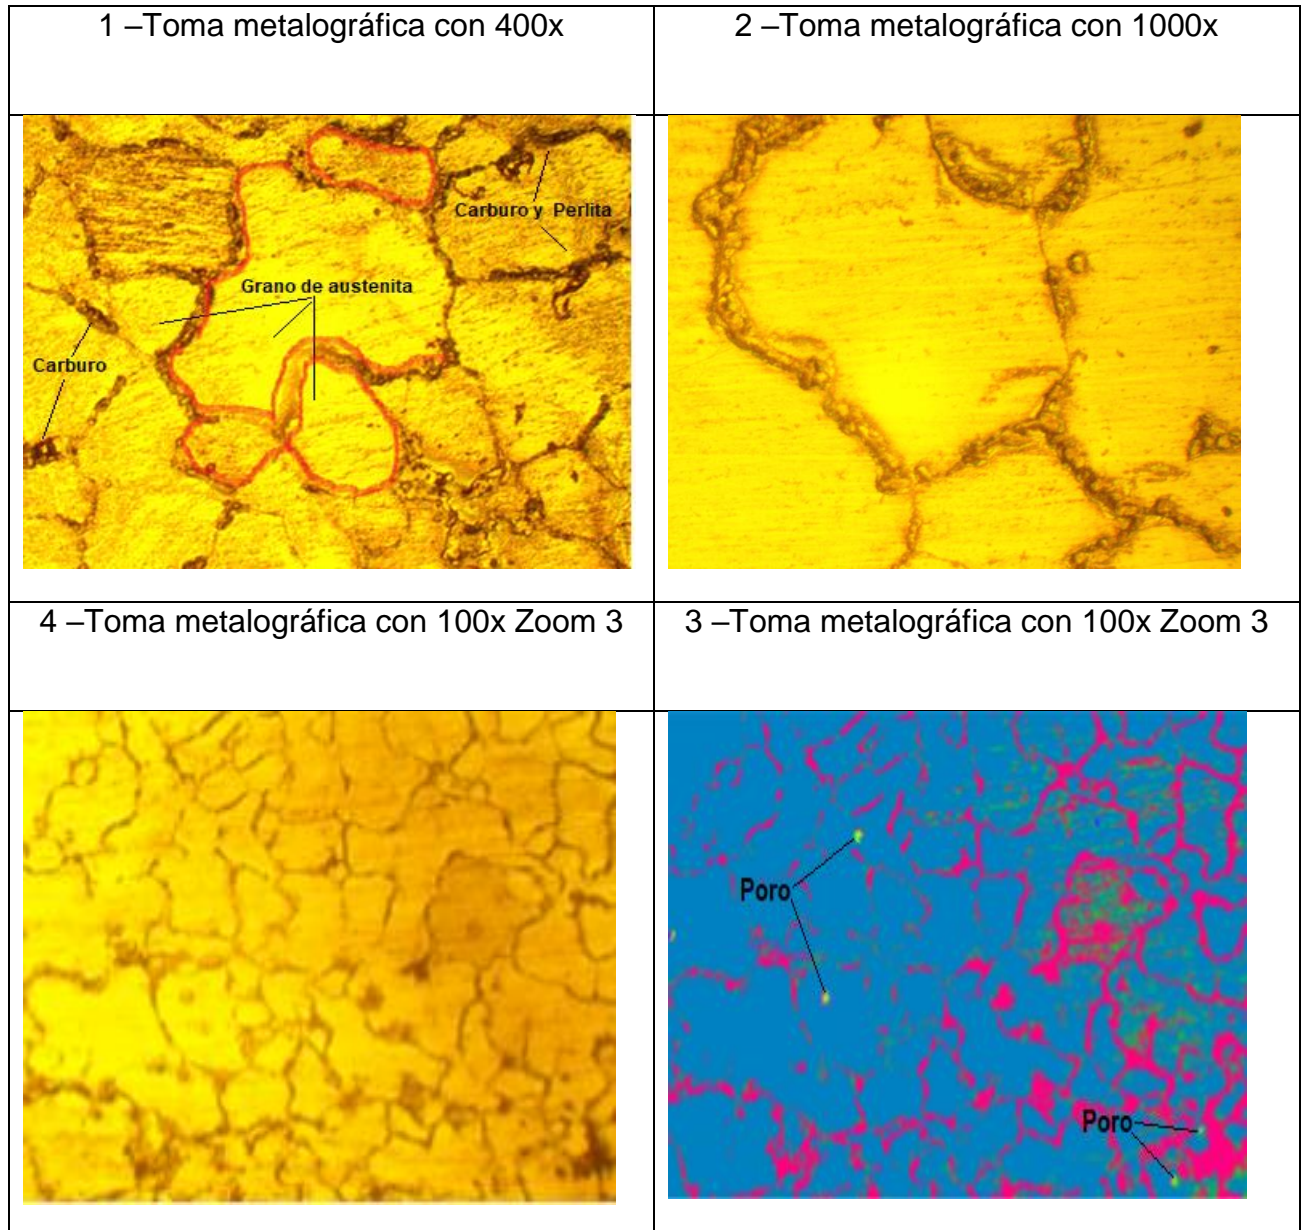 1 –Toma metalográfica con 400x
2 –Toma metalográfica con 1000x
Carburo y Perlita
Grano de austenita
Carburo
4 –Toma metalográfica con 100x Zoom 3
3 –Toma metalográfica con 100x Zoom 3
Poro
Poro